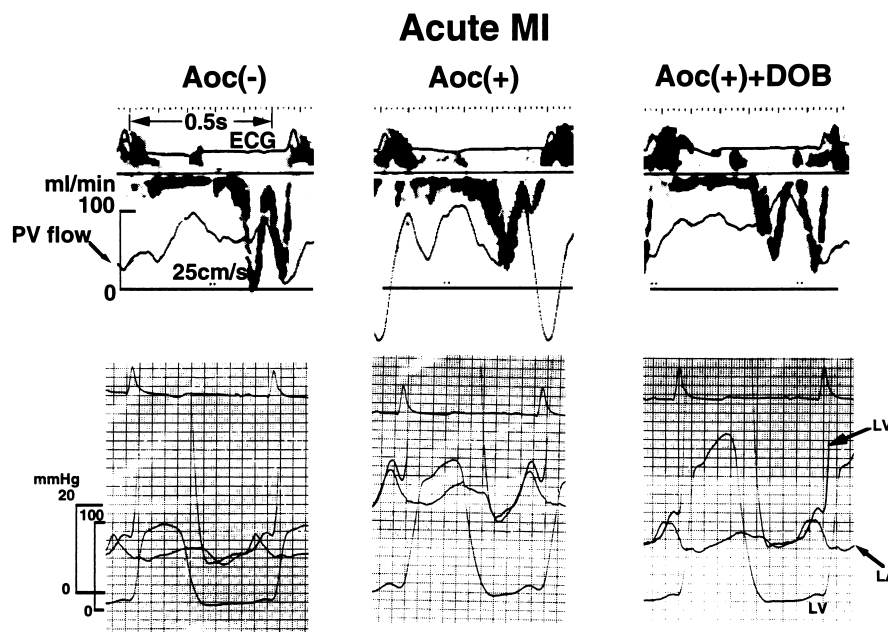 Acute MI
Aoc(-)
Aoc(+)
Aoc(+)+DOB
0.5s
ECG
ml/min
100
PV flow
25cm/s
0
mmHg
20
100
0
0
LV
LV